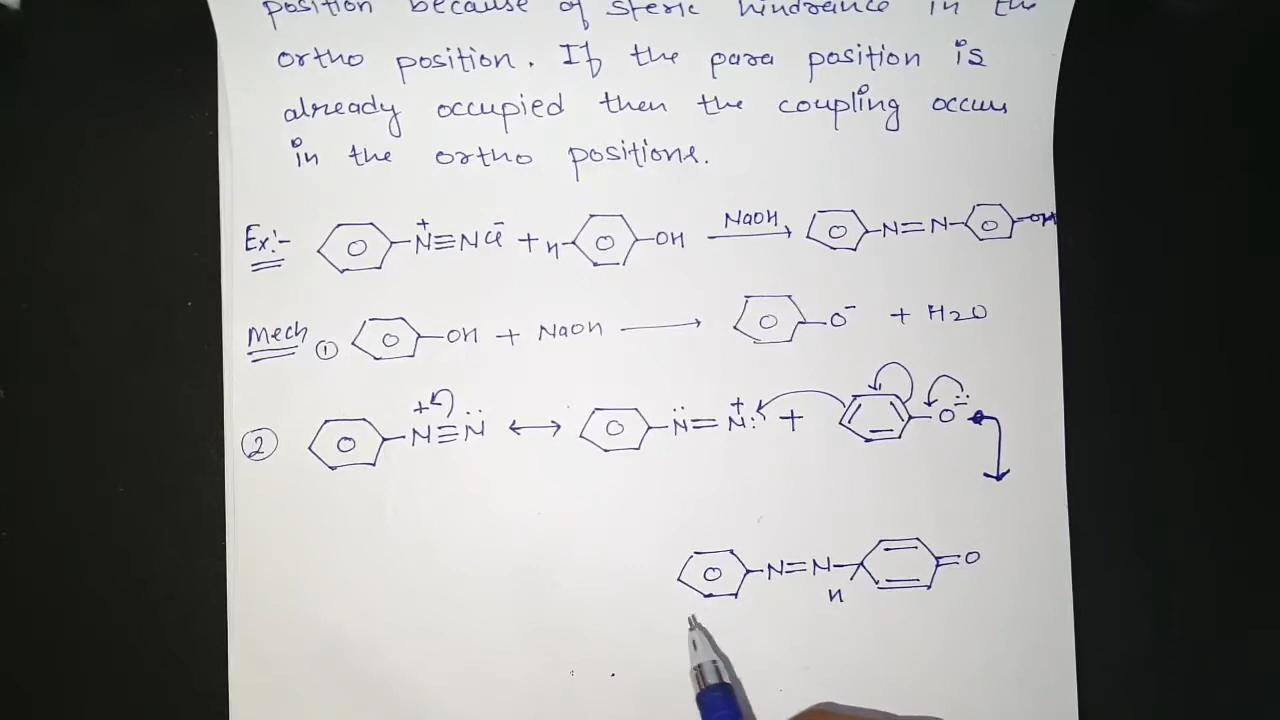 position because of steric hindrance in the
ortho position. If the para position is
already occupied then the coupling occurs
in the ortho positions.
Ex:- N⁺≡N Cl⁻ + H- -OH NaOH → -N=N- -OH
Mech ① -OH + NaOH → -O⁻ + H2O
② -N⁺≡N̈ ↔ -N̈=N⁺: + -O⁻
-N=N- =O
H